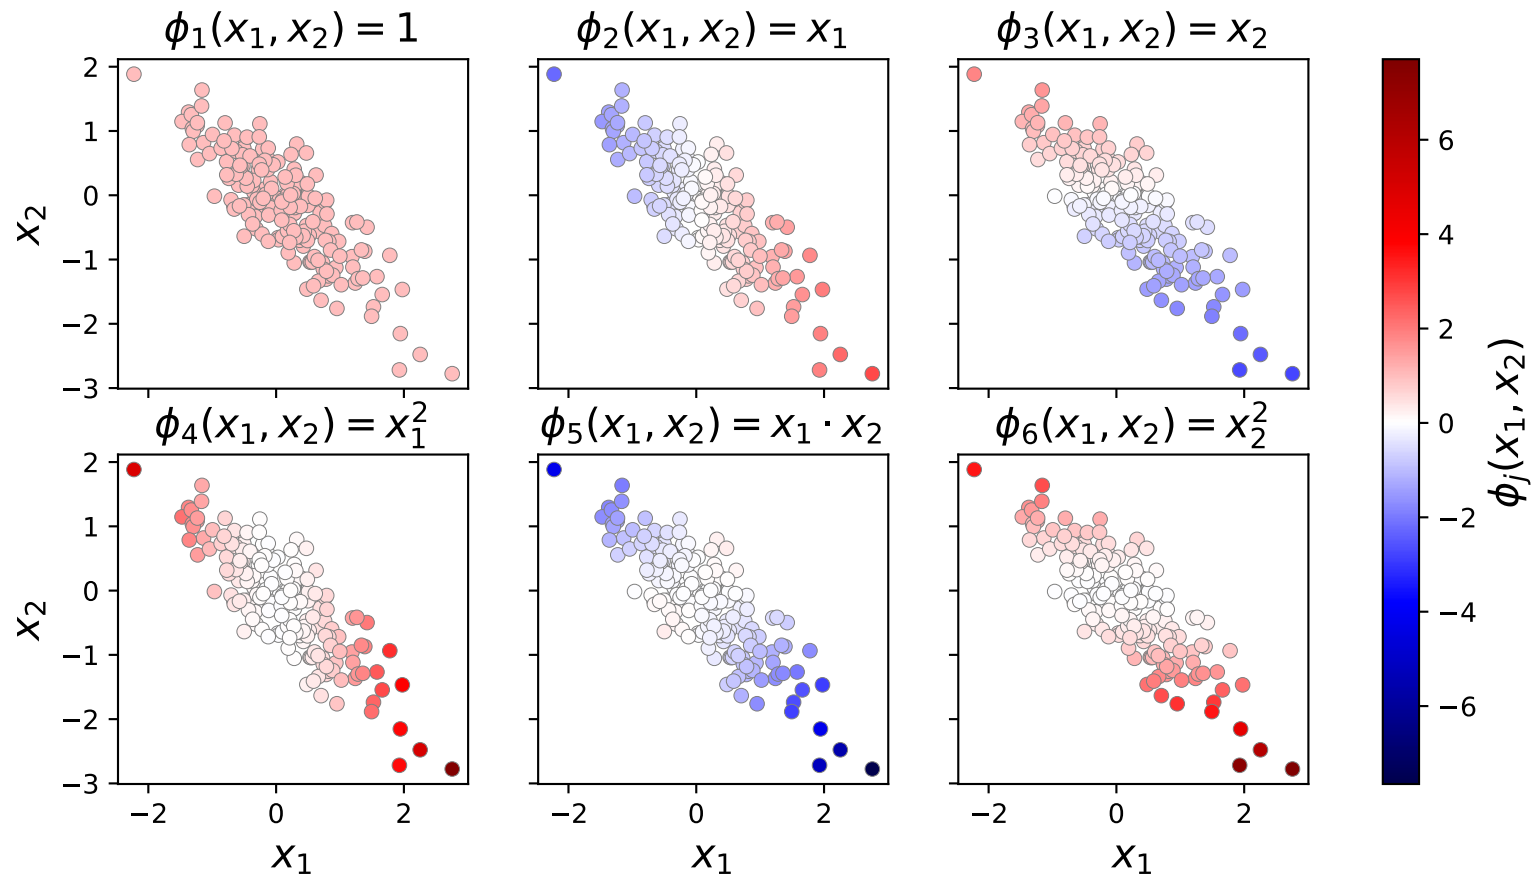 ϕ₁(x₁, x₂) = 1
ϕ₂(x₁, x₂) = x₁
ϕ₃(x₁, x₂) = x₂
2
1
0
−1
−2
−3
x₂
6
4
2
0
−2
−4
−6
ϕⱼ(x₁, x₂)
ϕ₄(x₁, x₂) = x₁²
ϕ₅(x₁, x₂) = x₁ · x₂
ϕ₆(x₁, x₂) = x₂²
2
1
0
−1
−2
−3
x₂
−2 0 2
−2 0 2
−2 0 2
x₁
x₁
x₁